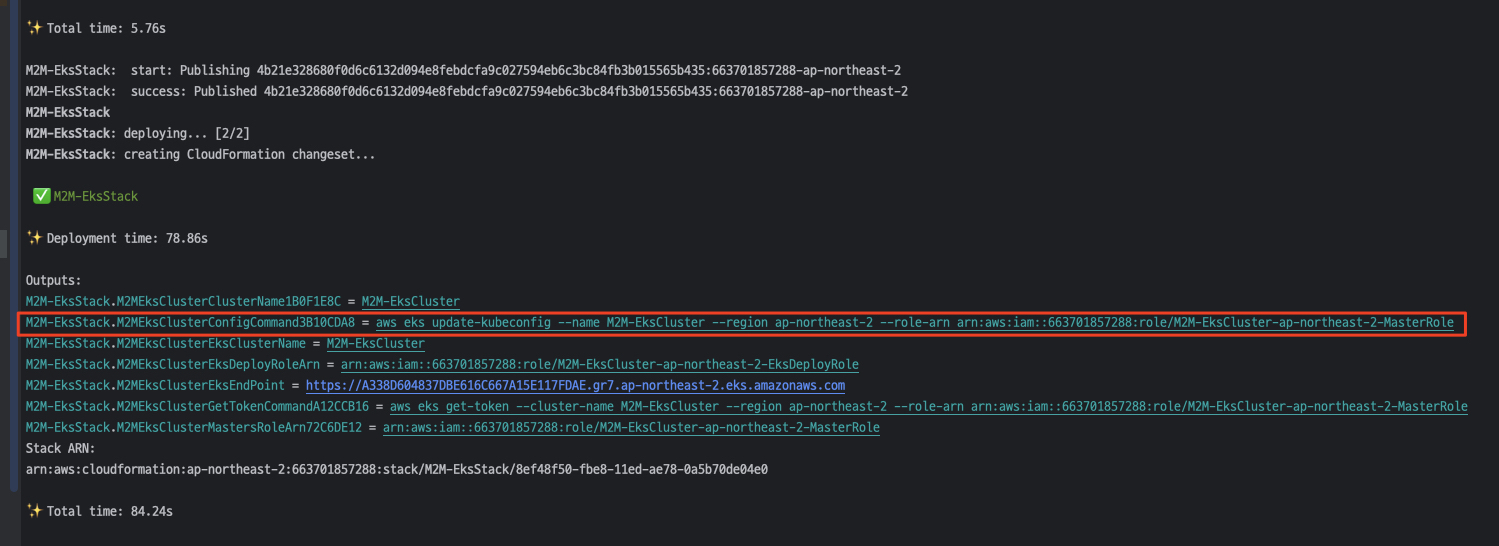 ✨ Total time: 5.76s
M2M-EksStack:  start: Publishing 4b21e328680f0d6c6132d094e8febdcfa9c027594eb6c3bc84fb3b015565b435:663701857288-ap-northeast-2
M2M-EksStack:  success: Published 4b21e328680f0d6c6132d094e8febdcfa9c027594eb6c3bc84fb3b015565b435:663701857288-ap-northeast-2
M2M-EksStack
M2M-EksStack: deploying... [2/2]
M2M-EksStack: creating CloudFormation changeset...
✅ M2M-EksStack
✨ Deployment time: 78.86s
Outputs:
M2M-EksStack.M2MEksClusterClusterName1B0F1E8C = M2M-EksCluster
M2M-EksStack.M2MEksClusterConfigCommand3B10CDA8 = aws eks update-kubeconfig --name M2M-EksCluster --region ap-northeast-2 --role-arn arn:aws:iam::663701857288:role/M2M-EksCluster-ap-northeast-2-MasterRole
M2M-EksStack.M2MEksClusterEksClusterName = M2M-EksCluster
M2M-EksStack.M2MEksClusterEksDeployRoleArn = arn:aws:iam::663701857288:role/M2M-EksCluster-ap-northeast-2-EksDeployRole
M2M-EksStack.M2MEksClusterEksEndPoint = https://A338D604837DBE616C667A15E117FDAE.gr7.ap-northeast-2.eks.amazonaws.com
M2M-EksStack.M2MEksClusterGetTokenCommandA12CCB16 = aws eks get-token --cluster-name M2M-EksCluster --region ap-northeast-2 --role-arn arn:aws:iam::663701857288:role/M2M-EksCluster-ap-northeast-2-MasterRole
M2M-EksStack.M2MEksClusterMastersRoleArn72C6DE12 = arn:aws:iam::663701857288:role/M2M-EksCluster-ap-northeast-2-MasterRole
Stack ARN:
arn:aws:cloudformation:ap-northeast-2:663701857288:stack/M2M-EksStack/8ef48f50-fbe8-11ed-ae78-0a5b70de04e0
✨ Total time: 84.24s